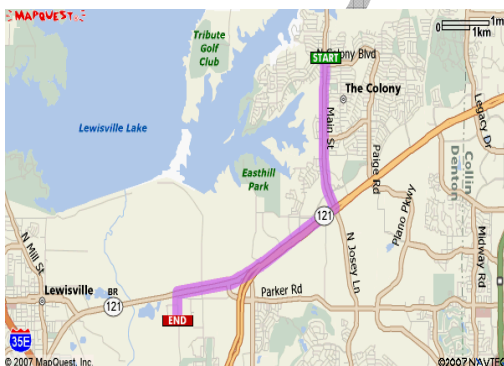 MAPQUEST.
1m
1km
Tribute
Golf
Club
N Colony Blvd
START
The Colony
Legacy Dr
Lewisville Lake
Main St
Easthill
Park
Paige Rd
Collin
Denton
Plano Pkwy
Midway Rd
121
N Josey Ln
N Mill St
Lewisville
BR
121
Parker Rd
END
35E
© 2007 MapQuest, Inc.
©2007 NAVTEQ